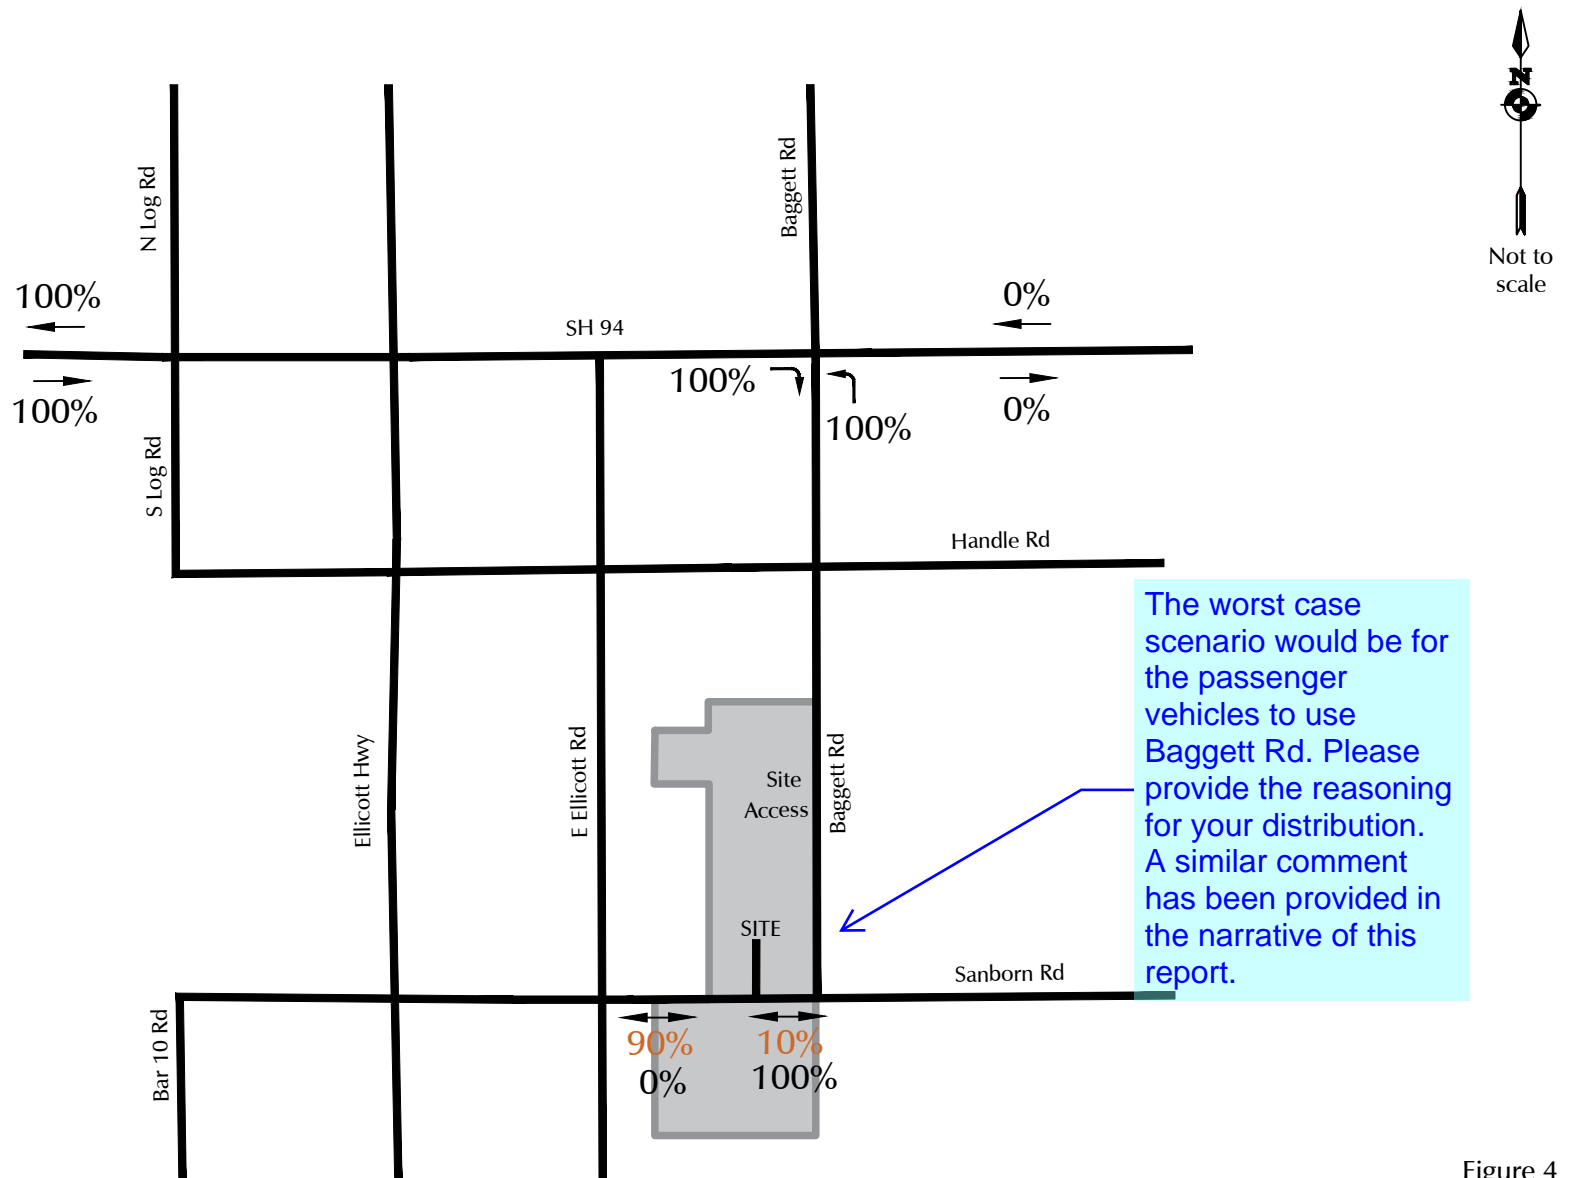 N
Not to
scale
N Log Rd
Baggett Rd
100%
0%
SH 94
100%
100%
100%
0%
S Log Rd
Handle Rd
The worst case
scenario would be for
the passenger
vehicles to use
Baggett Rd. Please
provide the reasoning
for your distribution.
A similar comment
has been provided in
the narrative of this
report.
Ellicott Hwy
E Ellicott Rd
Site
Access
Baggett Rd
SITE
Sanborn Rd
Bar 10 Rd
90%
0%
10%
100%
Figure 4